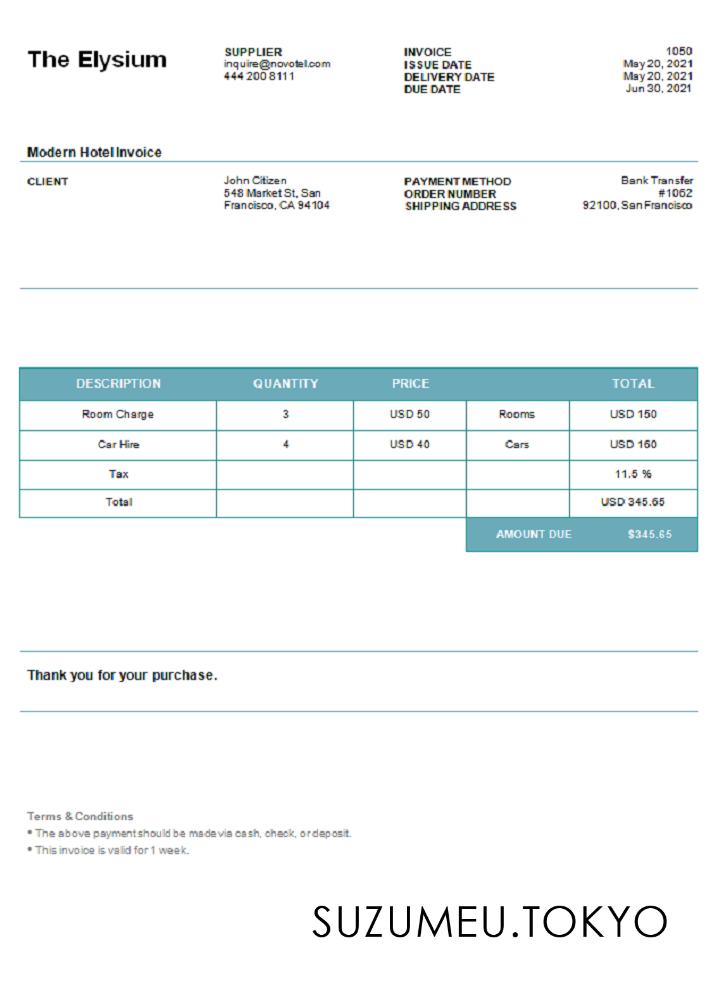 The Elysium
SUPPLIER
inquire@novotel.com
444 200 8111
INVOICE 1050
ISSUE DATE May 20, 2021
DELIVERY DATE May 20, 2021
DUE DATE Jun 30, 2021
Modern Hotel Invoice
CLIENT
John Citizen
548 Market St, San
Francisco, CA 94104
PAYMENT METHOD Bank Transfer
ORDER NUMBER #1062
SHIPPING ADDRESS 92100, San Francisco
DESCRIPTION QUANTITY PRICE TOTAL
Room Charge 3 USD 50 Rooms USD 150
Car Hire 4 USD 40 Cars USD 160
Tax 11.5 %
Total USD 345.65
AMOUNT DUE $345.65
Thank you for your purchase.
Terms & Conditions
• The above payment should be made via cash, check, or deposit.
• This invoice is valid for 1 week.
SUZUMEU.TOKYO